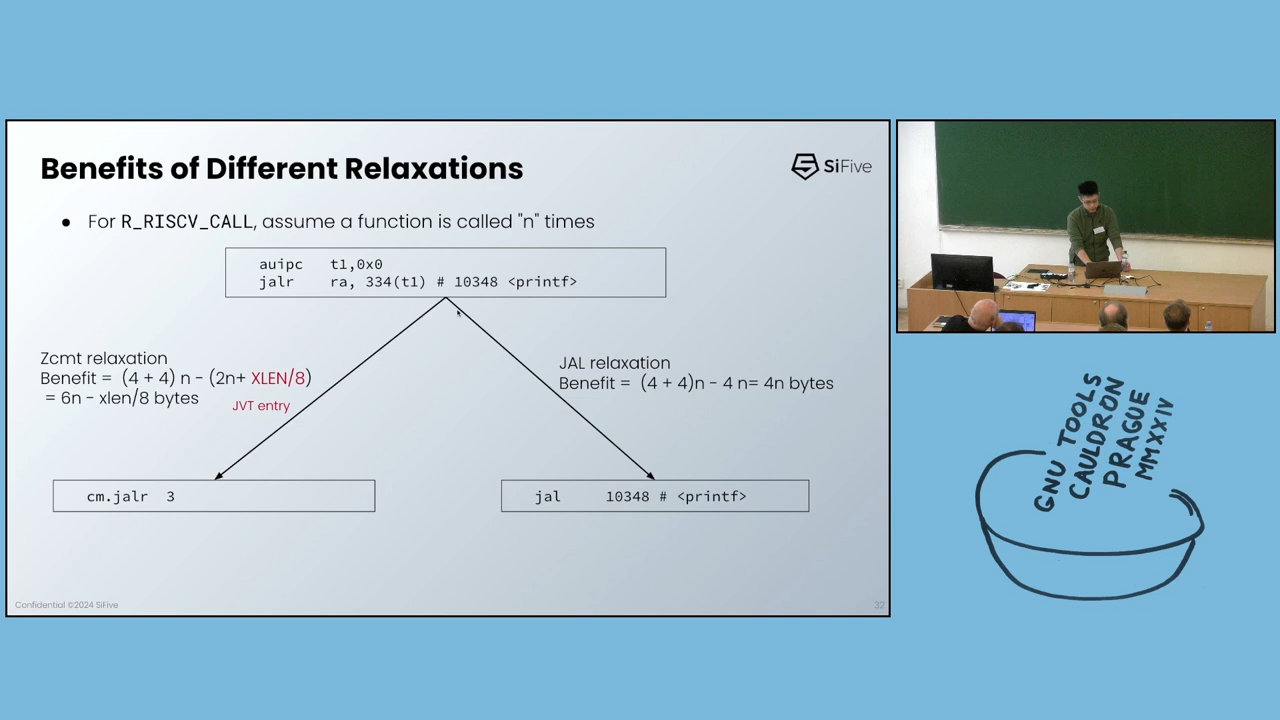 Benefits of Different Relaxations
SiFive
● For R_RISCV_CALL, assume a function is called "n" times
auipc t1,0x0
jalr ra, 334(t1) # 10348 <printf>
Zcmt relaxation
Benefit = (4 + 4) n - (2n+ XLEN/8)
= 6n - xlen/8 bytes
JVT entry
JAL relaxation
Benefit = (4 + 4)n - 4 n= 4n bytes
cm.jalr 3
jal 10348 # <printf>
Confidential ©2024 SiFive
32
GNU TOOLS
CAULDRON
PRAGUE
MMXXIV